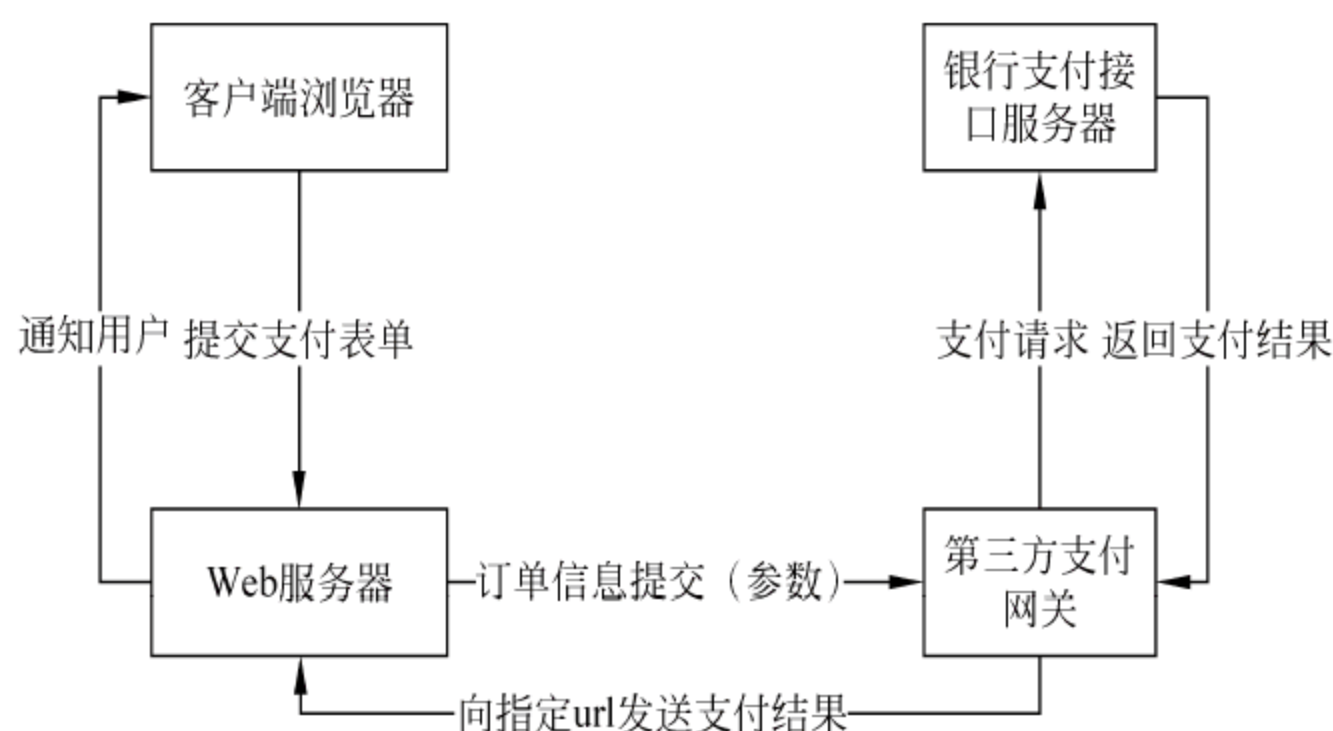 客户端浏览器
银行支付接
口服务器
通知用户
提交支付表单
支付请求
返回支付结果
Web服务器
订单信息提交（参数）
第三方支付
网关
向指定url发送支付结果